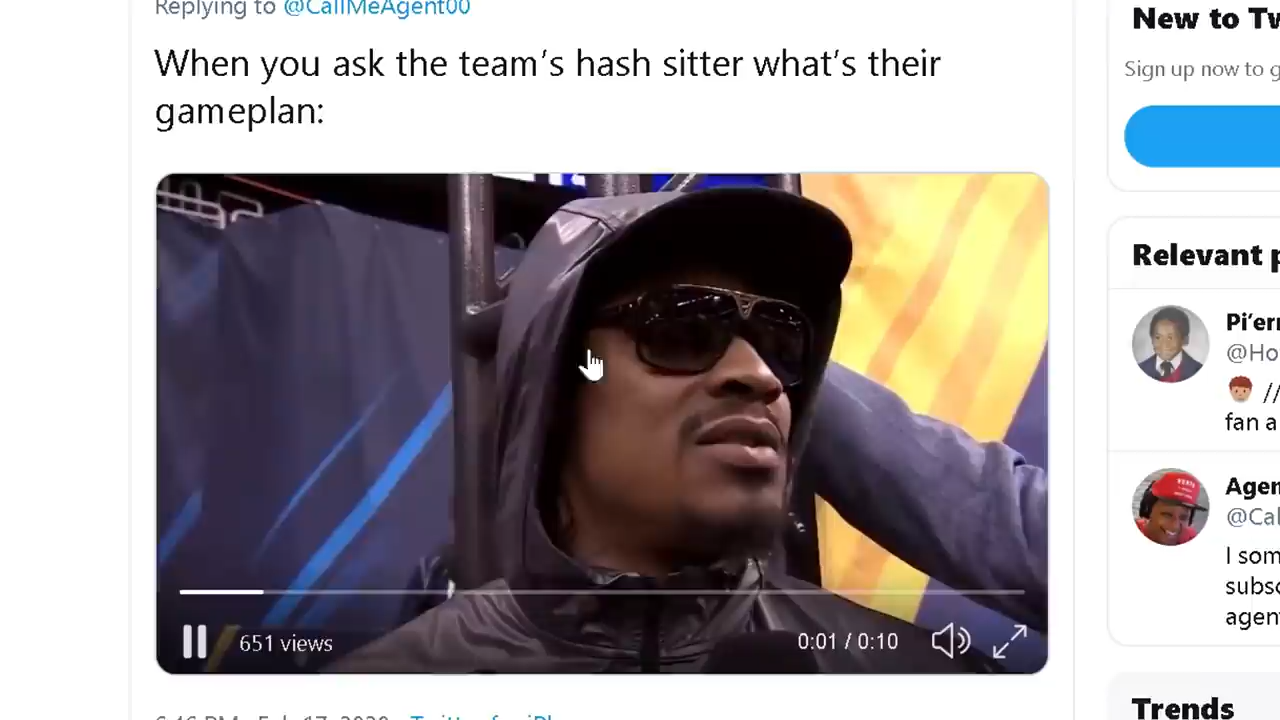 Replying to @CallMeAgent00
When you ask the team's hash sitter what's their
gameplan:
651 views
0:01 / 0:10
New to Tw
Sign up now to g
Relevant p
Pi'err
@Ho
//
fan a
Agen
@Cal
I som
subsc
agen
Trends